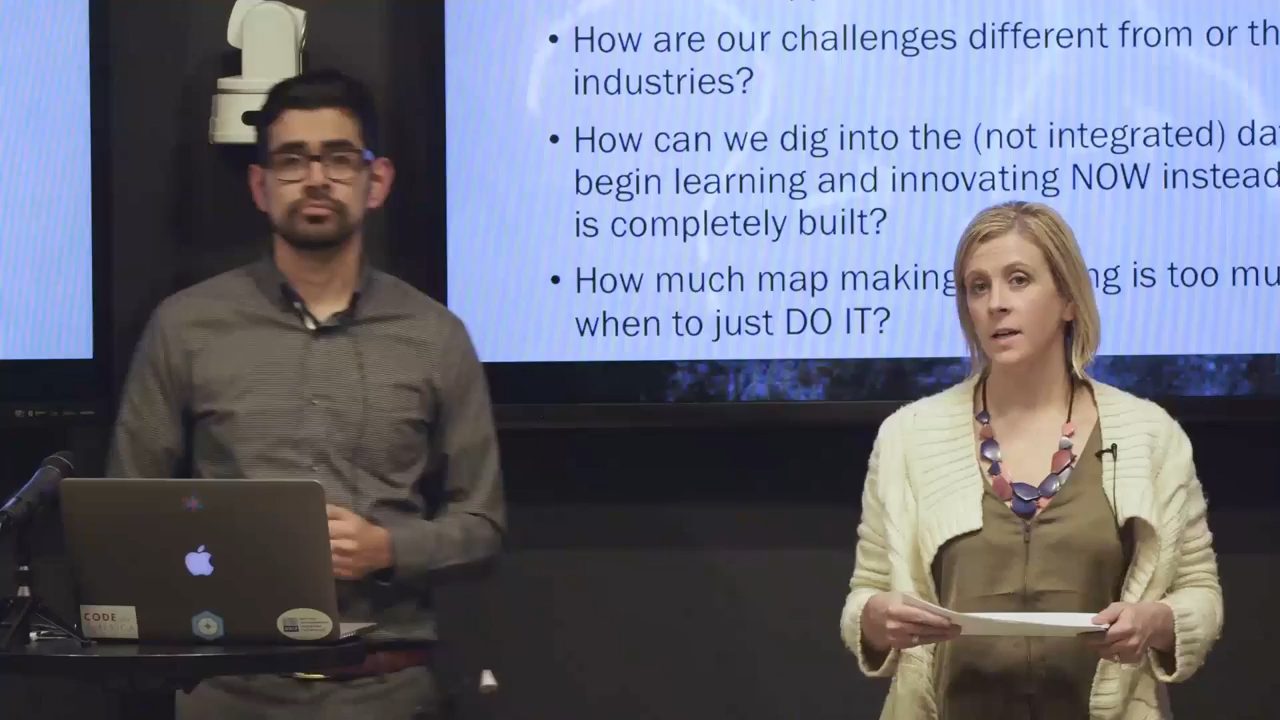 • How are our challenges different from or th
industries?
• How can we dig into the (not integrated) da
begin learning and innovating NOW instead
is completely built?
• How much map making ng is too mu
when to just DO IT?
CODE